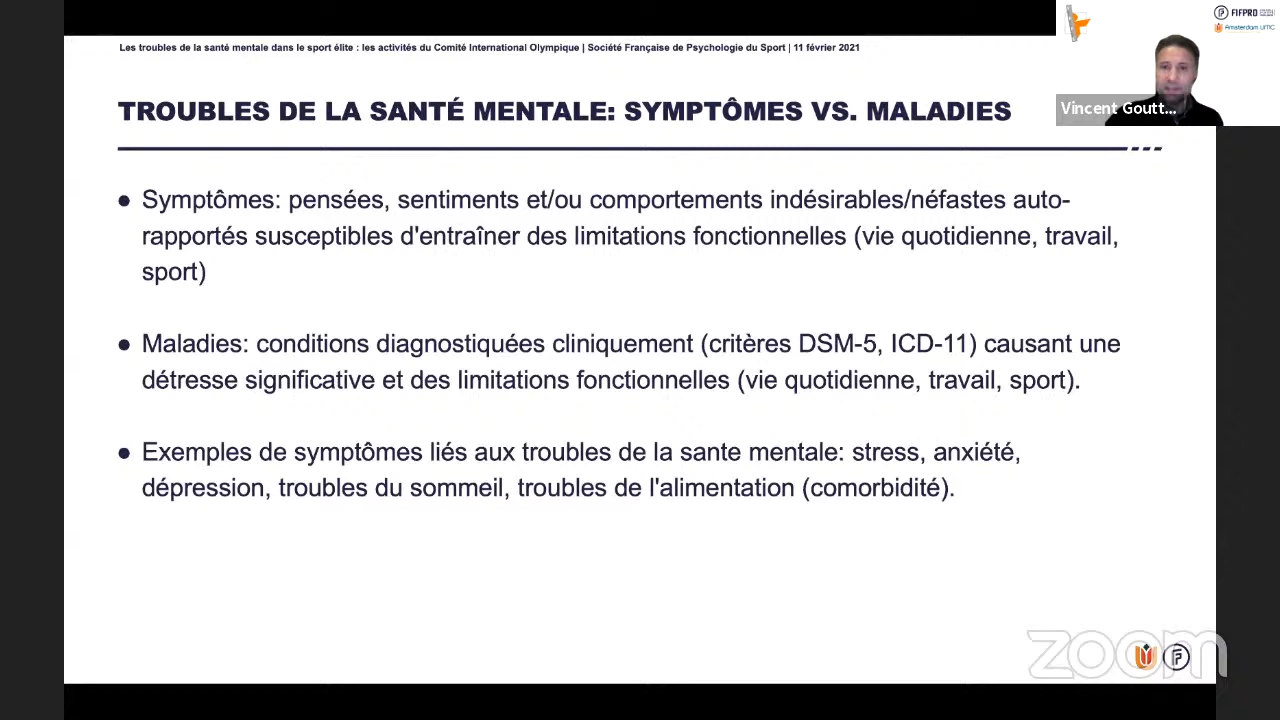 Les troubles de la santé mentale dans le sport élite : les activités du Comité International Olympique | Société Française de Psychologie du Sport | 11 février 2021
FIFPRO
Amsterdam UMC
Vincent Goutt...
TROUBLES DE LA SANTÉ MENTALE: SYMPTÔMES VS. MALADIES
● Symptômes: pensées, sentiments et/ou comportements indésirables/néfastes auto-
rapportés susceptibles d'entraîner des limitations fonctionnelles (vie quotidienne, travail,
sport)
● Maladies: conditions diagnostiquées cliniquement (critères DSM-5, ICD-11) causant une
détresse significative et des limitations fonctionnelles (vie quotidienne, travail, sport).
● Exemples de symptômes liés aux troubles de la sante mentale: stress, anxiété,
dépression, troubles du sommeil, troubles de l'alimentation (comorbidité).
zoom